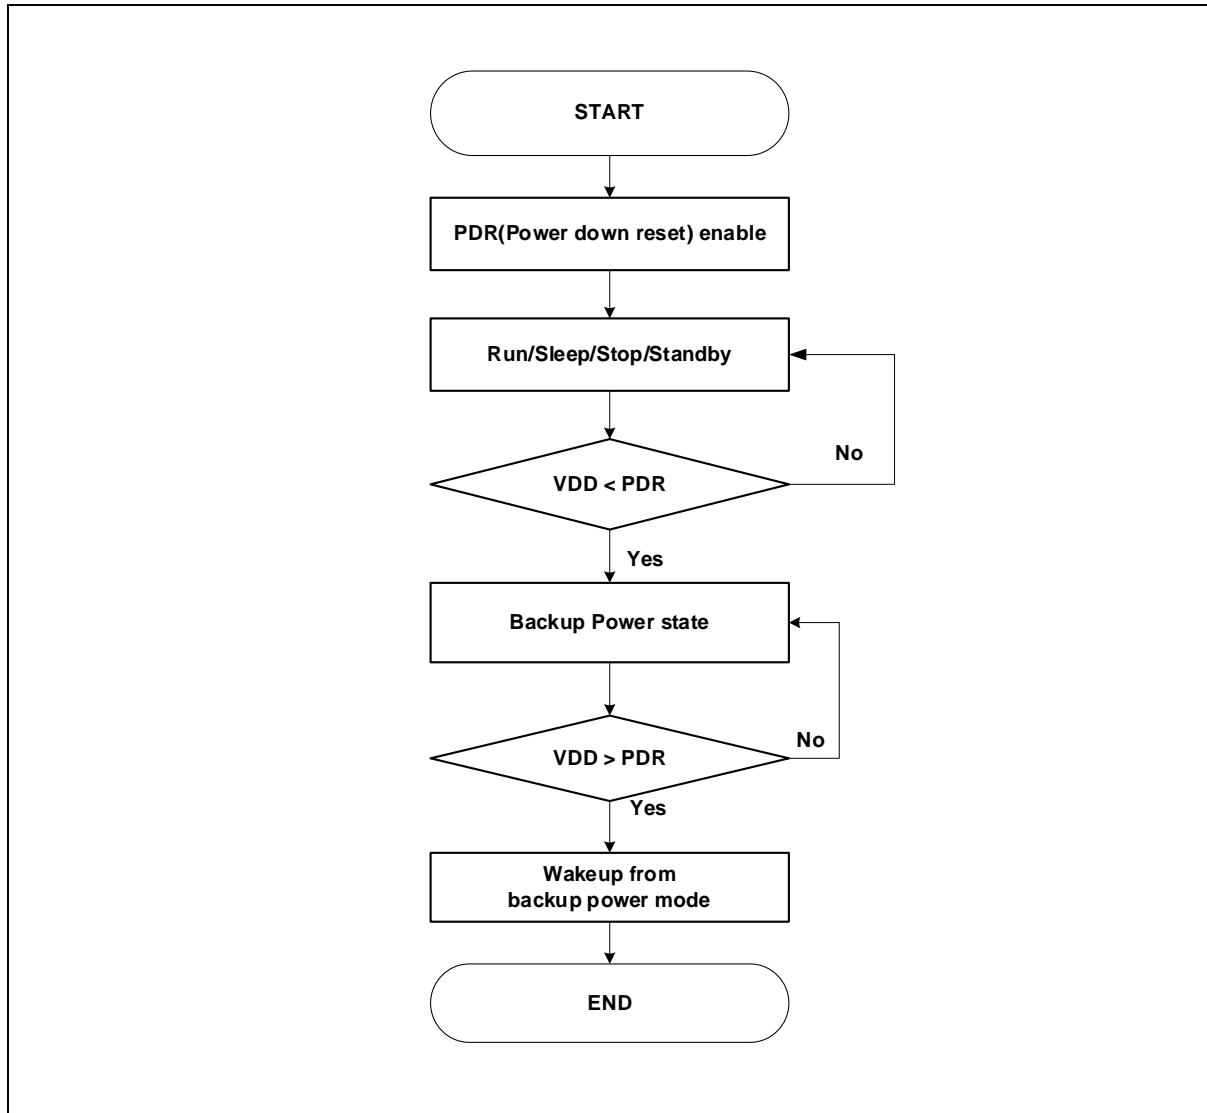 START
PDR(Power down reset) enable
Run/Sleep/Stop/Standby
No
VDD < PDR
Yes
Backup Power state
No
VDD > PDR
Yes
Wakeup from
backup power mode
END